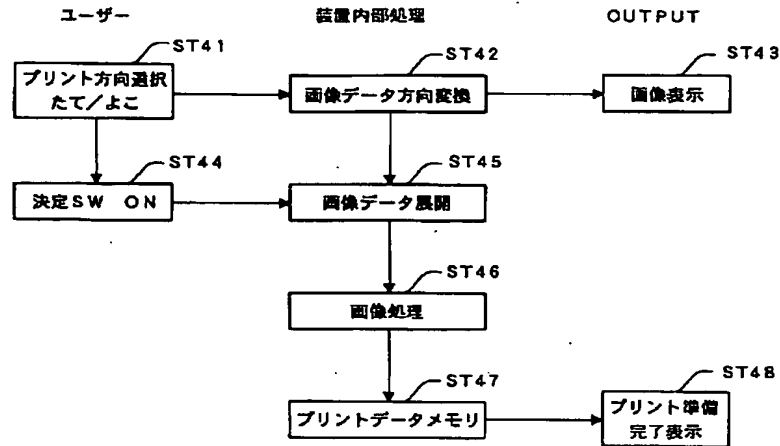 ユーザー 装置内部処理 OUTPUT
ST41 ST42 ST43
プリント方向選択
たて／よこ
画像データ方向変換
画像表示
ST44 ST45
決定SW ON
画像データ展開
ST46
画像処理
ST47 ST48
プリントデータメモリ
プリント準備
完了表示